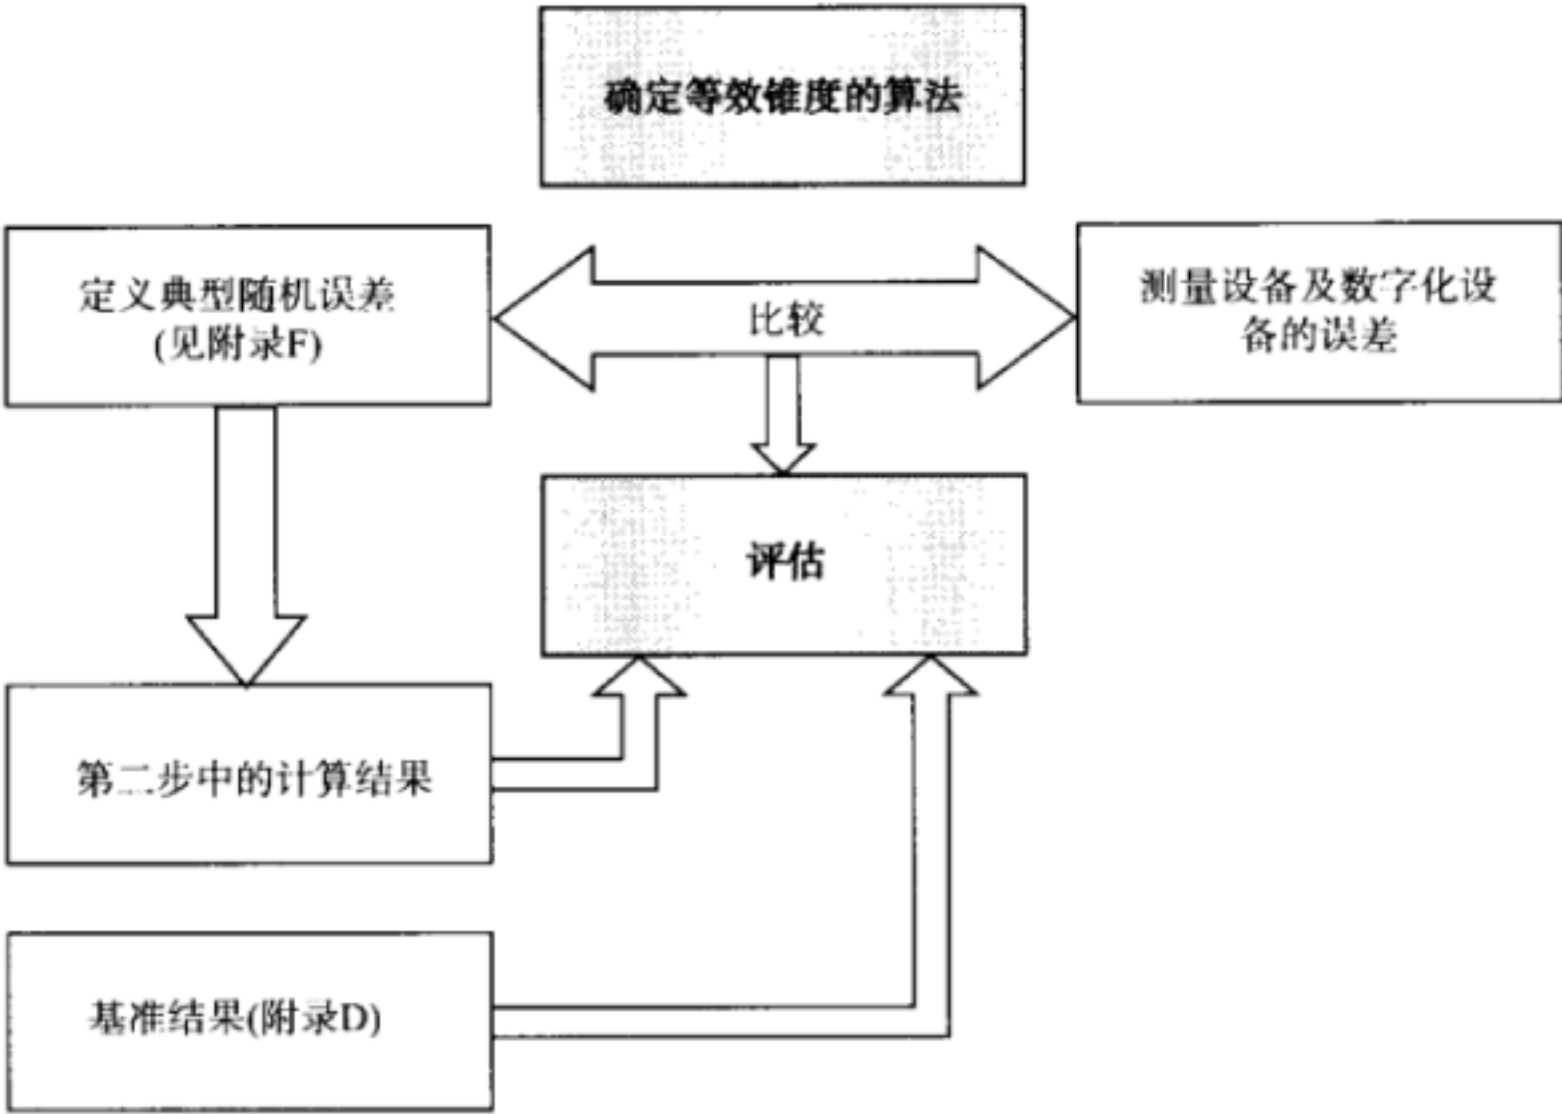 确定等效锥度的算法
定义典型随机误差
(见附录F)
比较
测量设备及数字化设
备的误差
评估
第二步中的计算结果
基准结果(附录D)